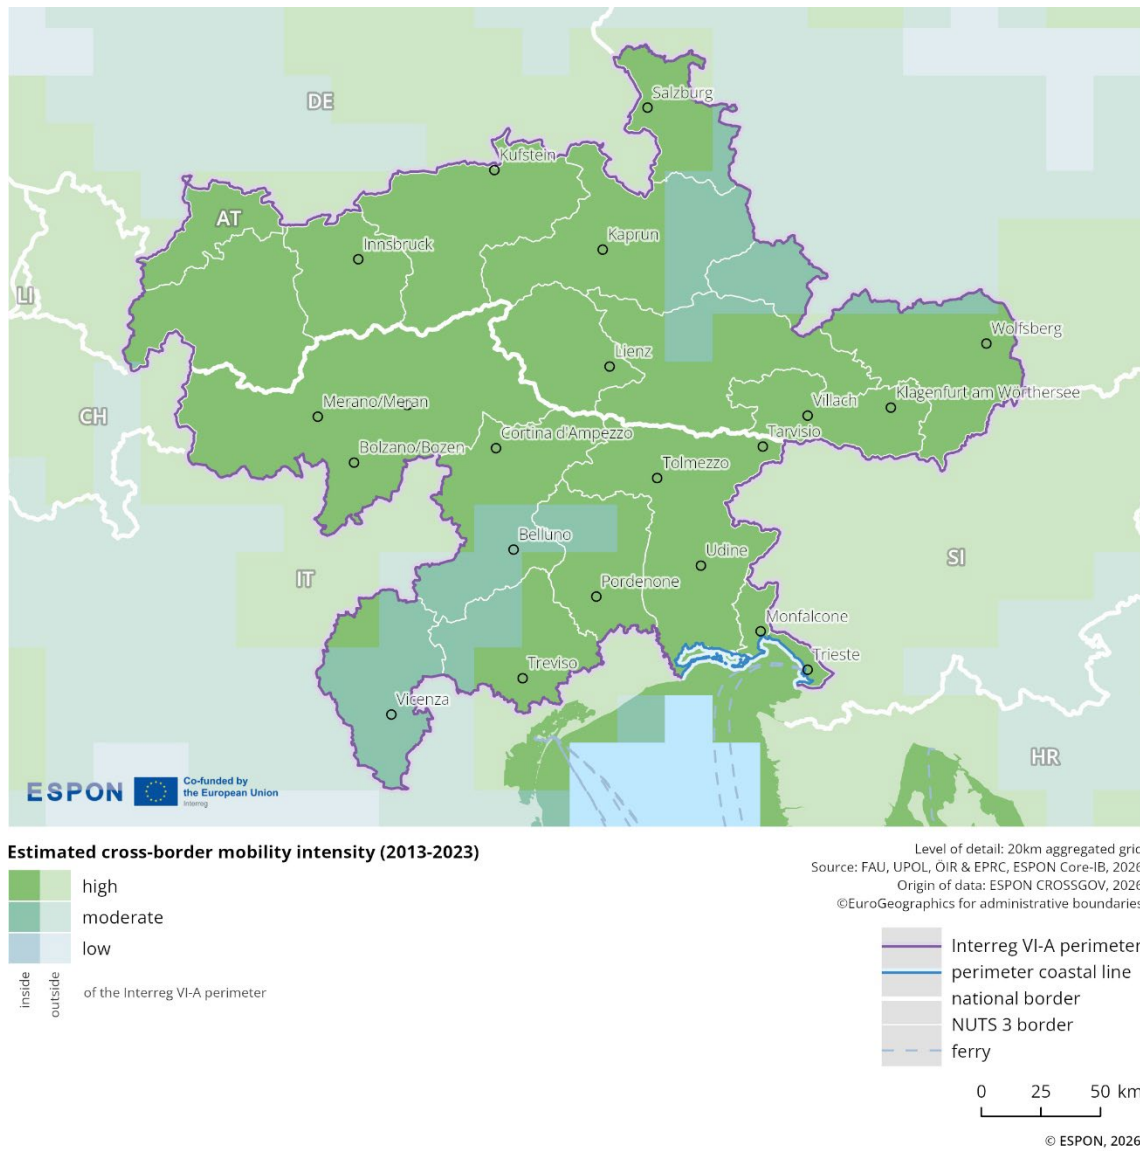 DE
Salzburg
Kufstein
AT
Kaprun
Innsbruck
LI
Wolfsberg
Lienz
CH
Merano/Meran
Villach
Klagenfurt am Wörthersee
Cortina d'Ampezzo
Tarvisio
Bolzano/Bozen
Tolmezzo
Belluno
Udine
SI
IT
Pordenone
Monfalcone
Treviso
Trieste
Vicenza
HR
ESPON
Co-funded by
the European Union
Interreg
Estimated cross-border mobility intensity (2013-2023)
high
moderate
low
inside
outside
of the Interreg VI-A perimeter
Level of detail: 20km aggregated grid
Source: FAU, UPOL, ÖIR & EPRC, ESPON Core-IB, 2026
Origin of data: ESPON CROSSGOV, 2026
©EuroGeographics for administrative boundaries
Interreg VI-A perimeter
perimeter coastal line
national border
NUTS 3 border
ferry
0 25 50 km
© ESPON, 2026